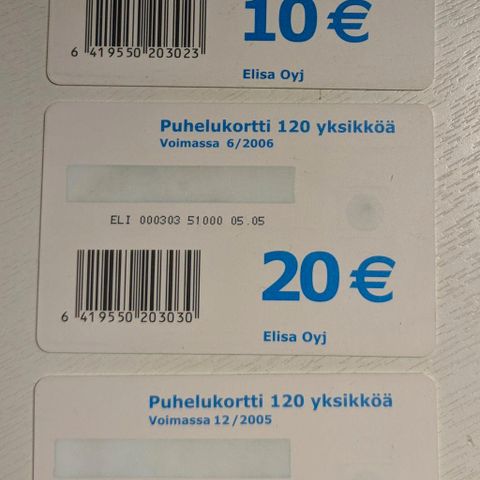 10 €
6 419550 203023
Elisa Oyj
Puhelukortti 120 yksikköä
Voimassa 6/2006
ELI 000303 51000 05.05
20 €
6 419550 203030
Elisa Oyj
Puhelukortti 120 yksikköä
Voimassa 12/2005